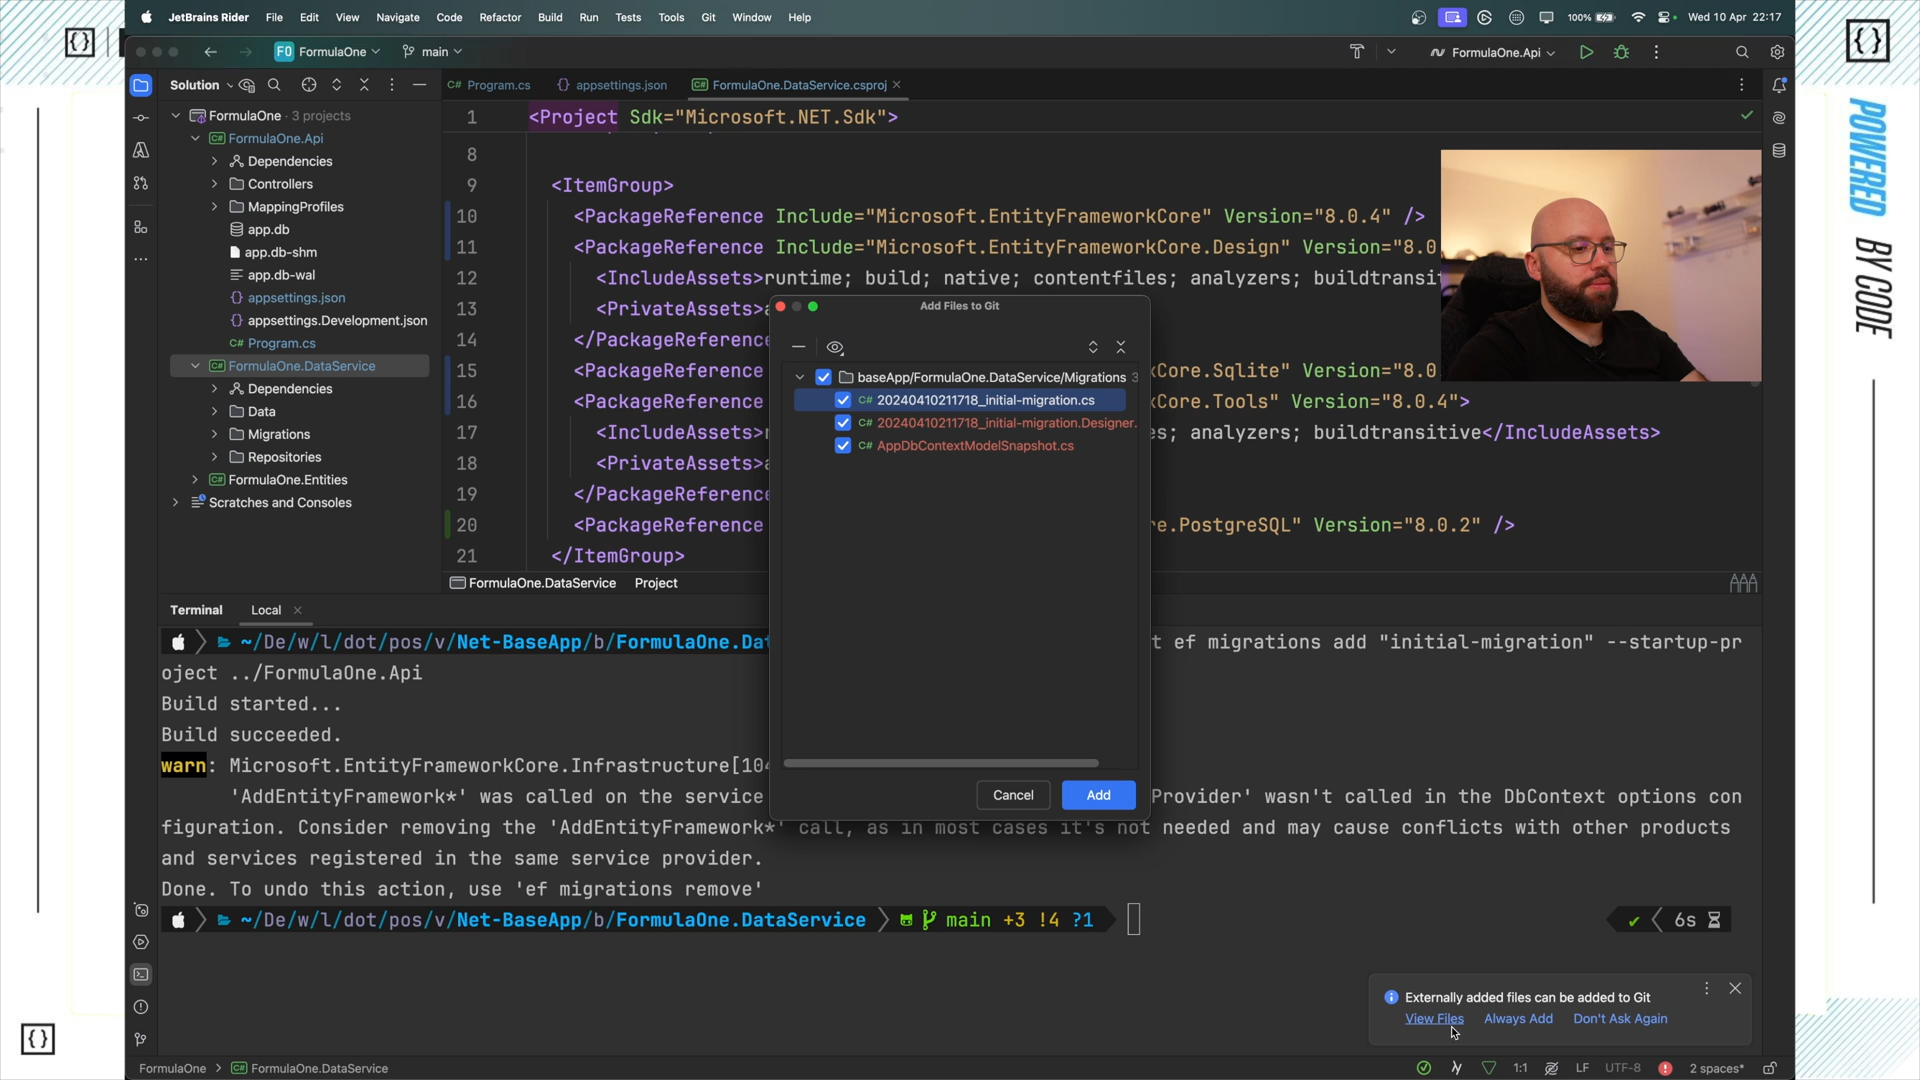 JetBrains Rider File Edit View Navigate Code Refactor Build Run Tests Tools Git Window Help
100% Wed 10 Apr 22:17
FO FormulaOne main
FormulaOne.Api
Solution
C# Program.cs appsettings.json C# FormulaOne.DataService.csproj
FormulaOne · 3 projects
C# FormulaOne.Api
Dependencies
Controllers
MappingProfiles
app.db
app.db-shm
app.db-wal
appsettings.json
appsettings.Development.json
C# Program.cs
C# FormulaOne.DataService
Dependencies
Data
Migrations
Repositories
C# FormulaOne.Entities
Scratches and Consoles
1 <Project Sdk="Microsoft.NET.Sdk">
8
9 <ItemGroup>
10 <PackageReference Include="Microsoft.EntityFrameworkCore" Version="8.0.4" />
11 <PackageReference Include="Microsoft.EntityFrameworkCore.Design" Version="8.0
12 <IncludeAssets>runtime; build; native; contentfiles; analyzers; buildtransit
13 <PrivateAssets>a
14 </PackageReference
15 <PackageReference Core.Sqlite" Version="8.0
16 <PackageReference Core.Tools" Version="8.0.4">
17 <IncludeAssets> es; analyzers; buildtransitive</IncludeAssets>
18 <PrivateAssets>a
19 </PackageReference
20 <PackageReference e.PostgreSQL" Version="8.0.2" />
21 </ItemGroup>
FormulaOne.DataService Project
Add Files to Git
baseApp/FormulaOne.DataService/Migrations 3
C# 20240410211718_initial-migration.cs
C# 20240410211718_initial-migration.Designer.
C# AppDbContextModelSnapshot.cs
Cancel Add
Terminal Local
~/De/w/l/dot/pos/v/Net-BaseApp/b/FormulaOne.Dat t ef migrations add "initial-migration" --startup-pr
oject ../FormulaOne.Api
Build started...
Build succeeded.
warn: Microsoft.EntityFrameworkCore.Infrastructure[104
'AddEntityFramework*' was called on the service Provider' wasn't called in the DbContext options con
figuration. Consider removing the 'AddEntityFramework*' call, as in most cases it's not needed and may cause conflicts with other products
and services registered in the same service provider.
Done. To undo this action, use 'ef migrations remove'
~/De/w/l/dot/pos/v/Net-BaseApp/b/FormulaOne.DataService main +3 !4 ?1 6s
Externally added files can be added to Git
View Files Always Add Don't Ask Again
FormulaOne C# FormulaOne.DataService
1:1 LF UTF-8 2 spaces*
POWERED BY CODE